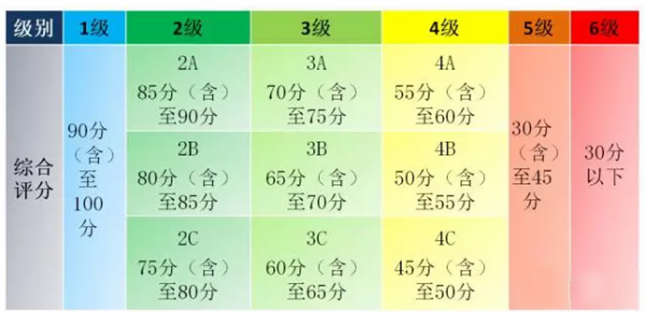 级别 1级 2级 3级 4级 5级 6级
综合
评分
90分
（含）
至
100
分
2A
85分（含）
至90分
3A
70分（含）
至75分
4A
55分（含）
至60分
2B
80分（含）
至85分
3B
65分（含）
至70分
4B
50分（含）
至55分
2C
75分（含）
至80分
3C
60分（含）
至65分
4C
45分（含）
至50分
30分
（含）
至45
分
30分
以下